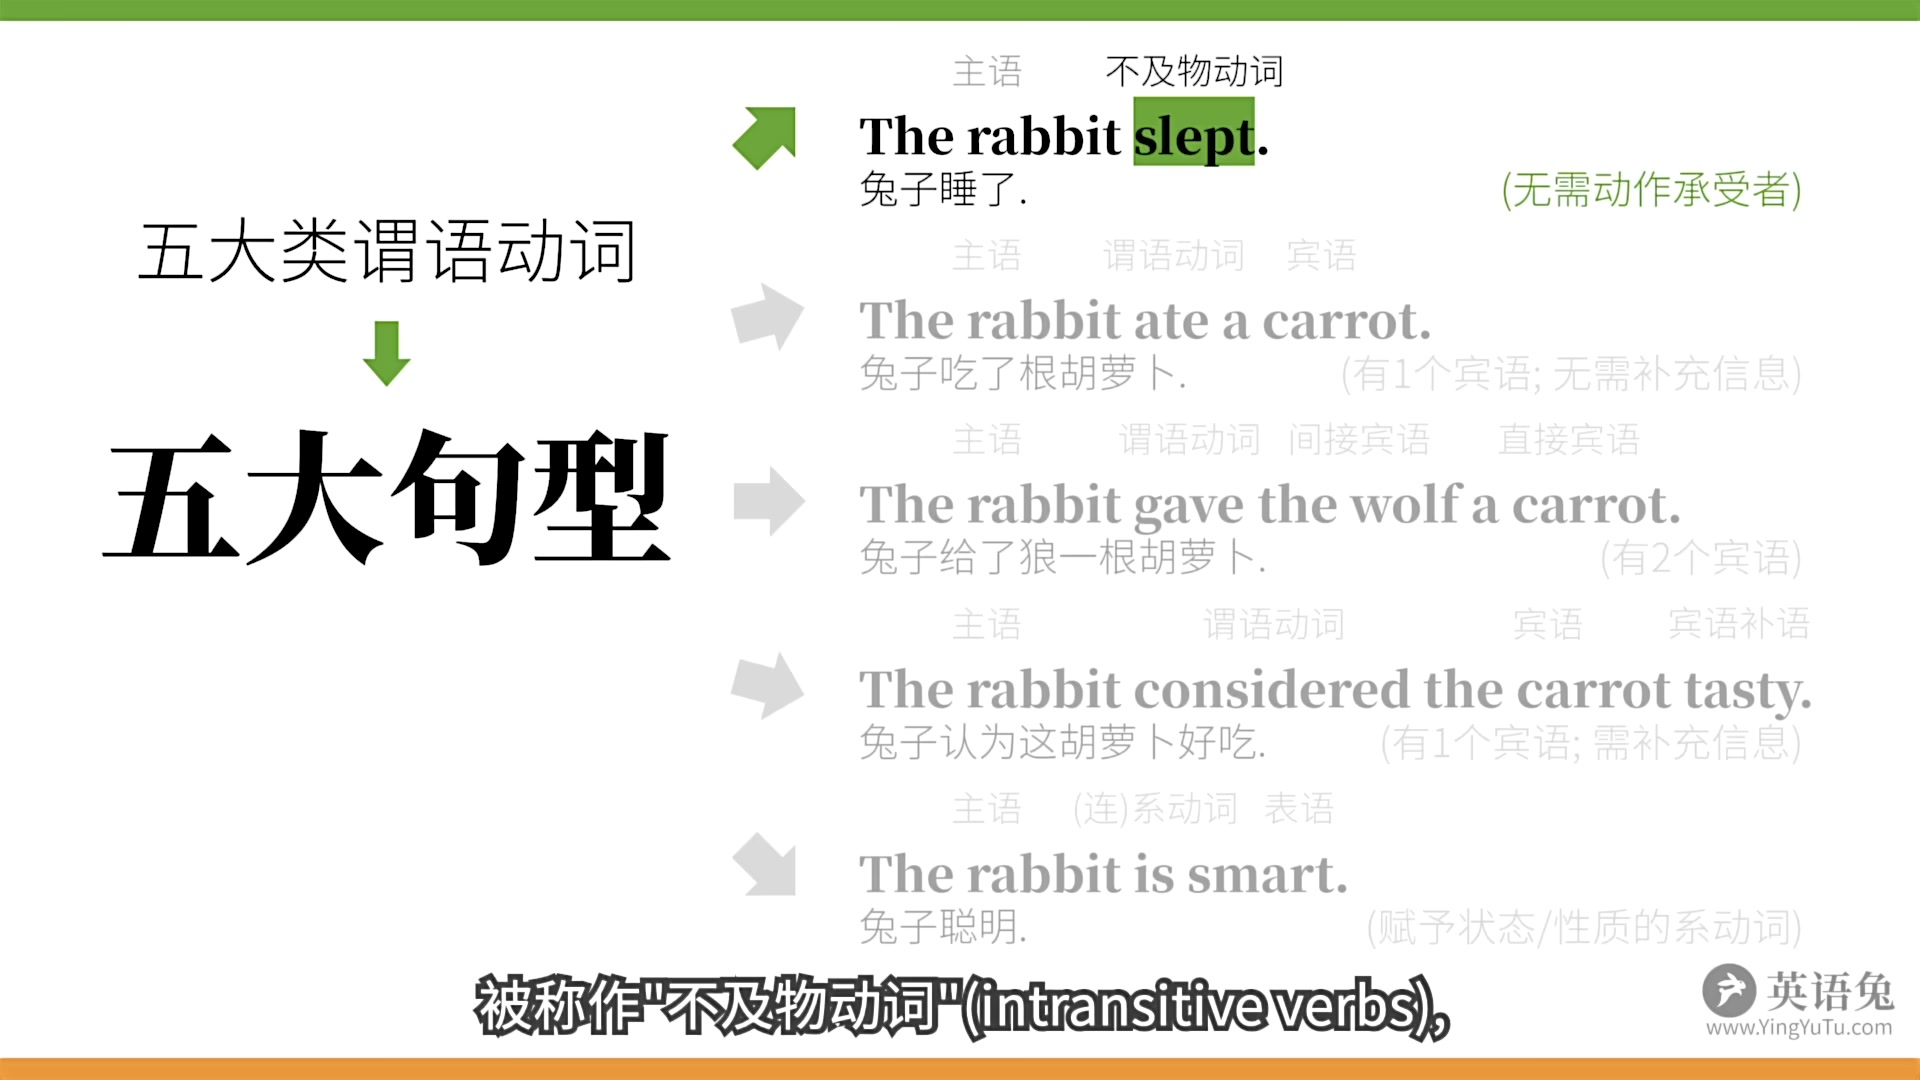 五大类谓语动词
五大句型
主语 不及物动词
The rabbit slept.
兔子睡了.
(无需动作承受者)
主语 谓语动词 宾语
The rabbit ate a carrot.
兔子吃了根胡萝卜.
(有1个宾语; 无需补充信息)
主语 谓语动词 间接宾语 直接宾语
The rabbit gave the wolf a carrot.
兔子给了狼一根胡萝卜.
(有2个宾语)
主语 谓语动词 宾语 宾语补语
The rabbit considered the carrot tasty.
兔子认为这胡萝卜好吃.
(有1个宾语; 需补充信息)
主语 (连)系动词 表语
The rabbit is smart.
兔子聪明.
(赋予状态/性质的系动词)
被称作"不及物动词"(intransitive verbs),
英语兔
www.YingYuTu.com